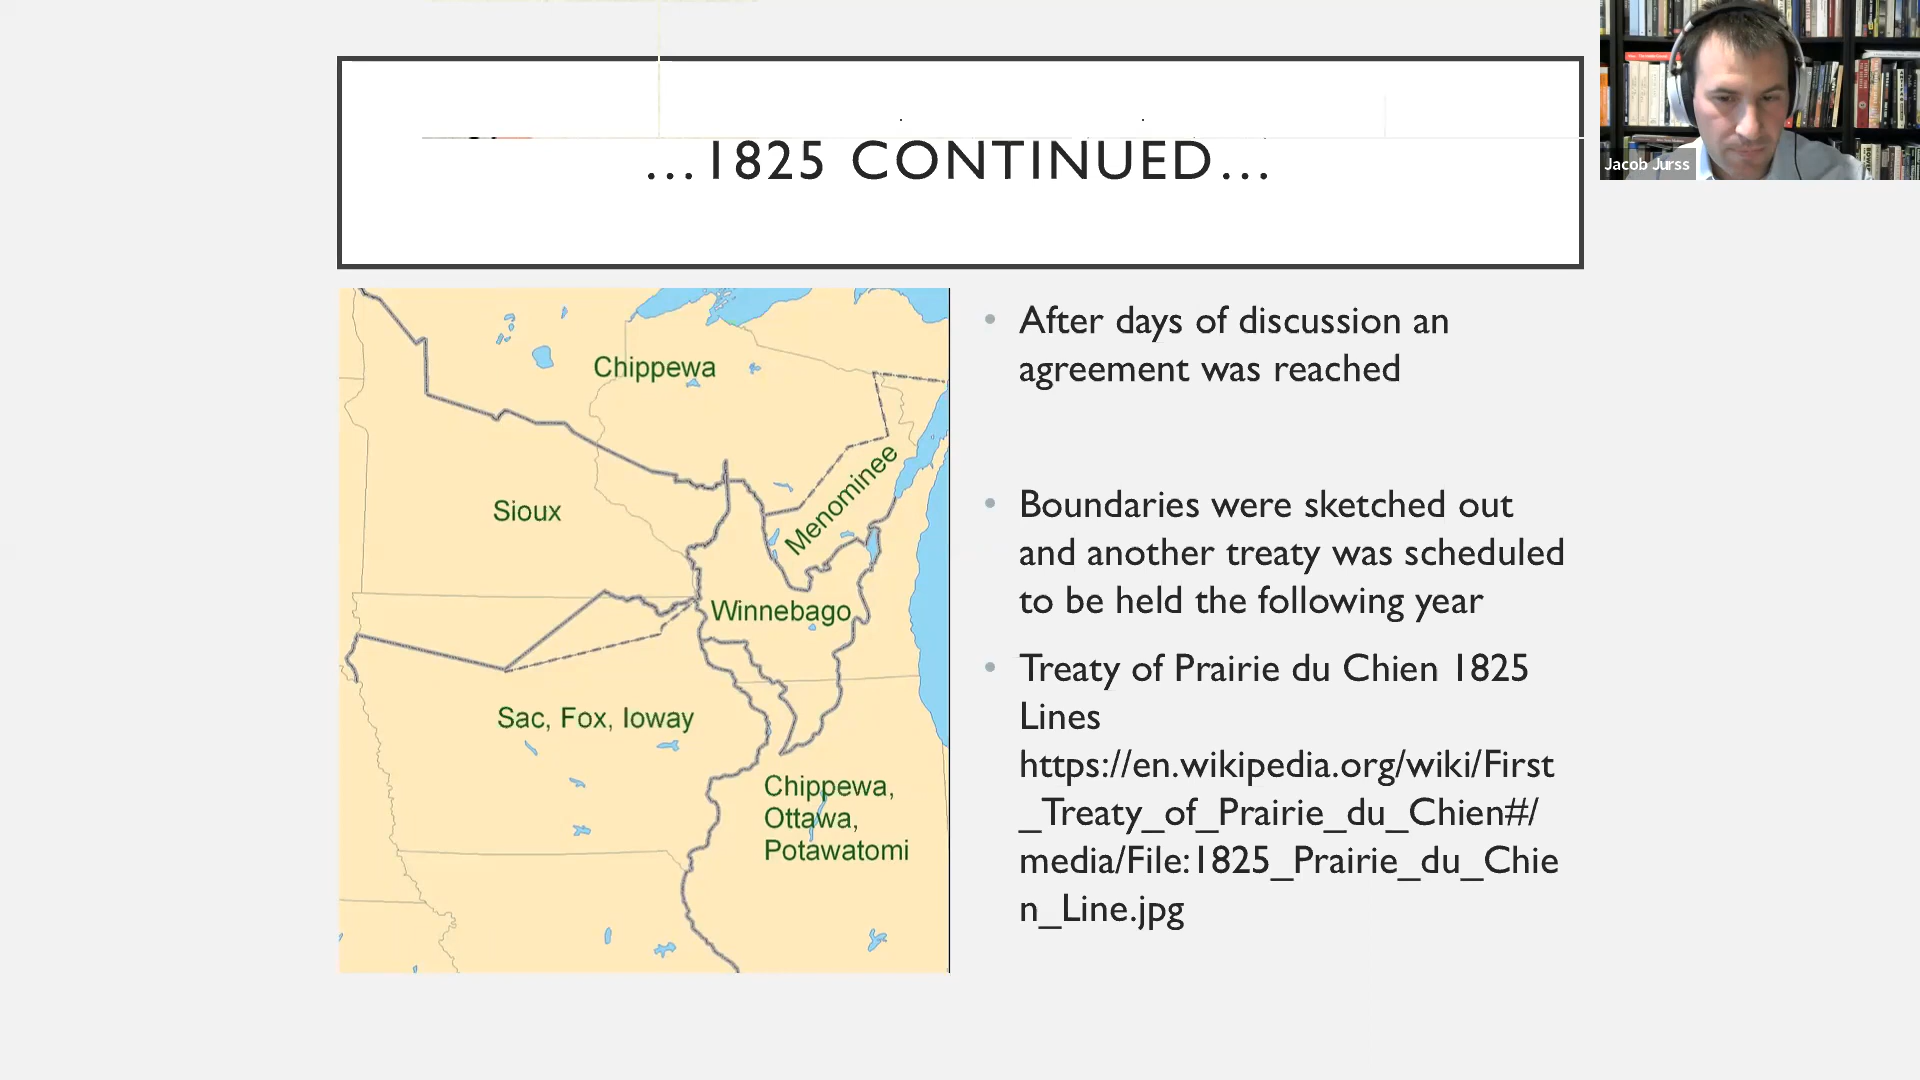 ...1825 CONTINUED...
Jacob Jurss
Chippewa
Sioux
Menominee
Winnebago
Sac, Fox, Ioway
Chippewa,
Ottawa,
Potawatomi
• After days of discussion an
agreement was reached
• Boundaries were sketched out
and another treaty was scheduled
to be held the following year
• Treaty of Prairie du Chien 1825
Lines
https://en.wikipedia.org/wiki/First
_Treaty_of_Prairie_du_Chien#/
media/File:1825_Prairie_du_Chie
n_Line.jpg